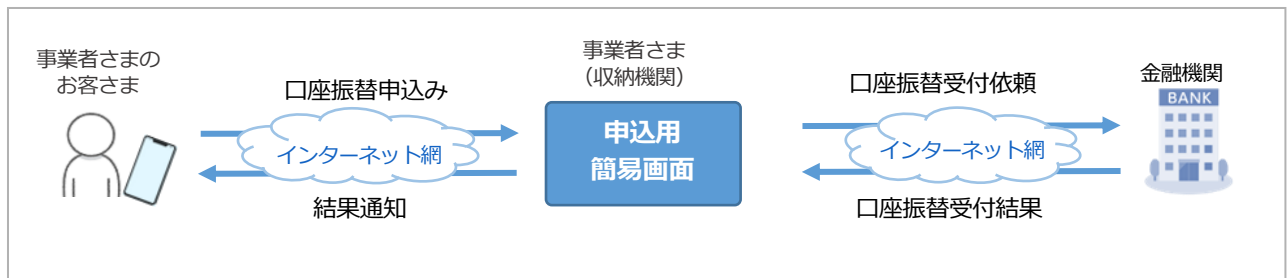 事業者さまの
お客さま
口座振替申込み
インターネット網
結果通知
事業者さま
（収納機関）
申込用
簡易画面
口座振替受付依頼
インターネット網
口座振替受付結果
金融機関
BANK